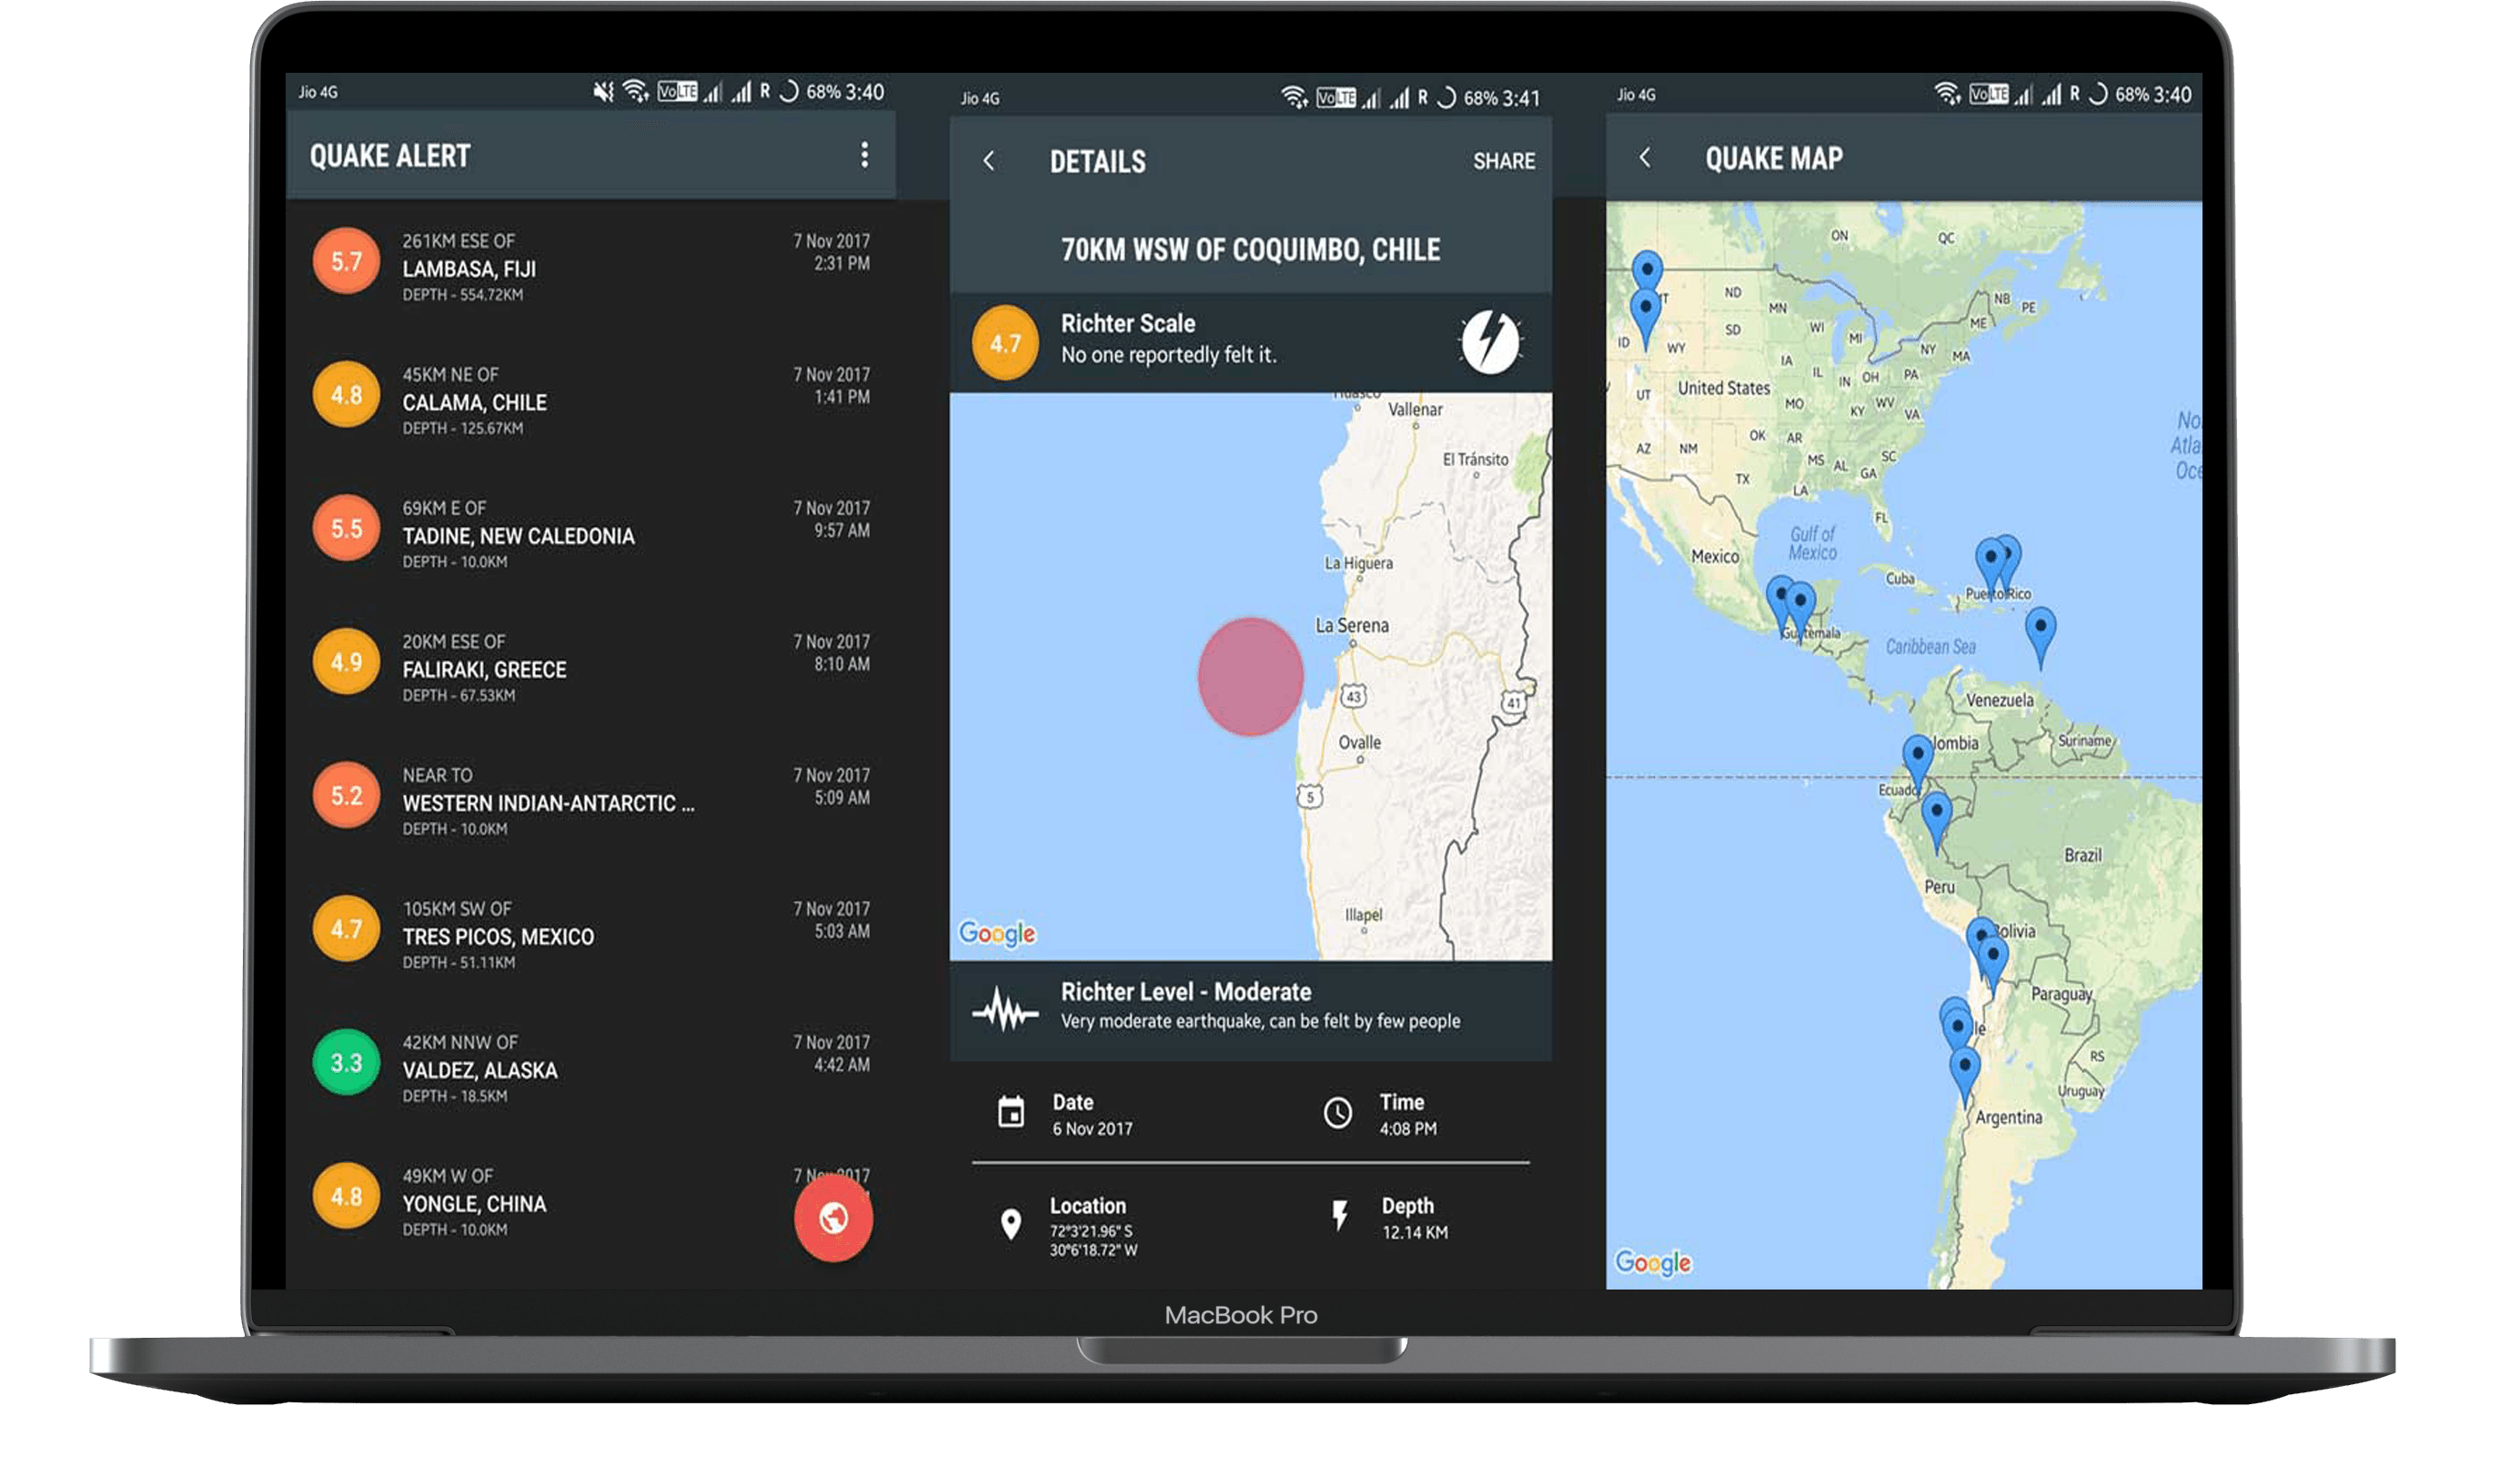 Jio 4G
VoLTE R 68% 3:40
QUAKE ALERT
5.7
261KM ESE OF
LAMBASA, FIJI
DEPTH - 554.72KM
7 Nov 2017
2:31 PM
4.8
45KM NE OF
CALAMA, CHILE
DEPTH - 125.67KM
7 Nov 2017
1:41 PM
5.5
69KM E OF
TADINE, NEW CALEDONIA
DEPTH - 10.0KM
7 Nov 2017
9:57 AM
4.9
20KM ESE OF
FALIRAKI, GREECE
DEPTH - 67.53KM
7 Nov 2017
8:10 AM
5.2
NEAR TO
WESTERN INDIAN-ANTARCTIC ...
DEPTH - 10.0KM
7 Nov 2017
5:09 AM
4.7
105KM SW OF
TRES PICOS, MEXICO
DEPTH - 51.11KM
7 Nov 2017
5:03 AM
3.3
42KM NNW OF
VALDEZ, ALASKA
DEPTH - 18.5KM
7 Nov 2017
4:42 AM
4.8
49KM W OF
YONGLE, CHINA
DEPTH - 10.0KM
7 Nov 2017
Jio 4G
VoLTE R 68% 3:41
DETAILS
SHARE
70KM WSW OF COQUIMBO, CHILE
4.7
Richter Scale
No one reportedly felt it.
Huasco
Vallenar
El Tránsito
La Higuera
La Serena
43
41
Ovalle
5
Illapel
Google
Richter Level - Moderate
Very moderate earthquake, can be felt by few people
Date
6 Nov 2017
Time
4:08 PM
Location
72°3'21.96" S
30°6'18.72" W
Depth
12.14 KM
Jio 4G
VoLTE R 68% 3:40
QUAKE MAP
ON
QC
ND
MN
NB
PE
SD
WI
MI
ME
ID
WY
NY
MA
IA
IL
IN
OH
PA
UT
United States
MO
KY
WV
VA
OK
AR
AZ
NM
MS
AL
GA
SC
TX
LA
FL
No
Atla
Oce
Gulf of
Mexico
Mexico
Cuba
Puerto Rico
Guatemala
Caribbean Sea
Venezuela
lombia
Suriname
Ecuado
Brazil
Peru
Bolivia
Paraguay
le
RS
Uruguay
Argentina
Google
MacBook Pro